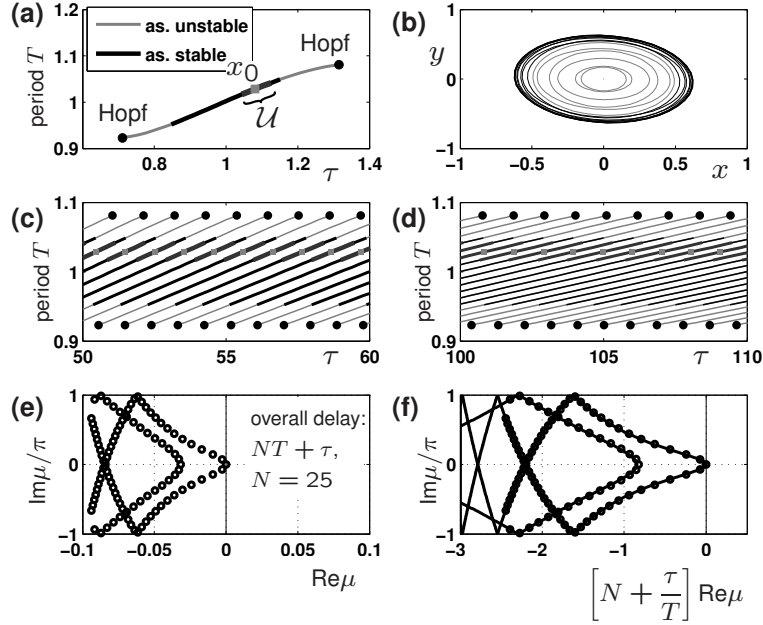 (a)
1.2
1.1
1
0.9
period T
as. unstable
as. stable
x0
Hopf
Hopf
𝒰
0.8
1
1.2
1.4
τ
(b)
1
y
0
−1
−1
−0.5
0
0.5
1
x
(c)
1.1
1
0.9
period T
50
55
60
τ
(d)
1.1
1
0.9
period T
100
105
110
τ
(e)
1
0
−1
Imμ/π
overall delay:
NT + τ,
N = 25
−0.1
−0.05
0
0.05
0.1
Reμ
(f)
1
0
−1
Imμ/π
−3
−2
−1
0
[N + τ/T] Reμ